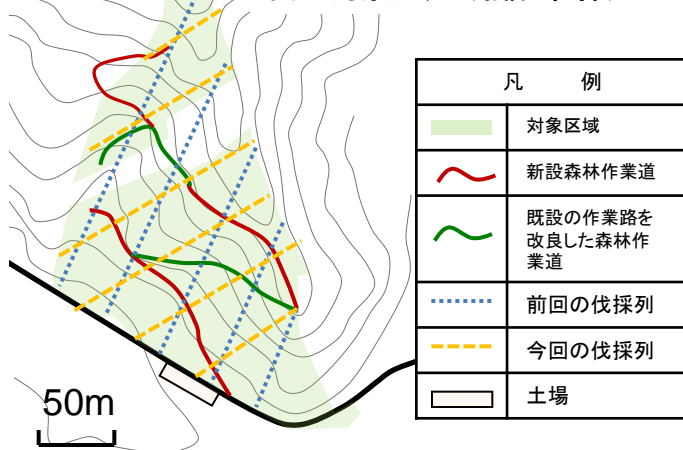 凡　例
対象区域
新設森林作業道
既設の作業路を
改良した森林作
業道
前回の伐採列
今回の伐採列
土場
50m